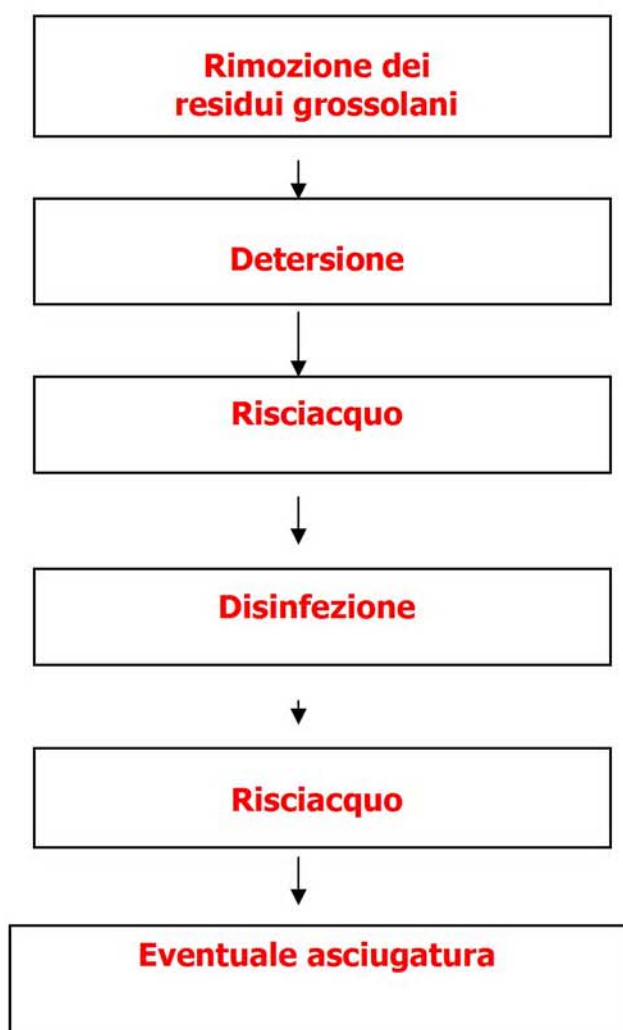 Rimozione dei
residui grossolani
Detersione
Risciacquo
Disinfezione
Risciacquo
Eventuale asciugatura